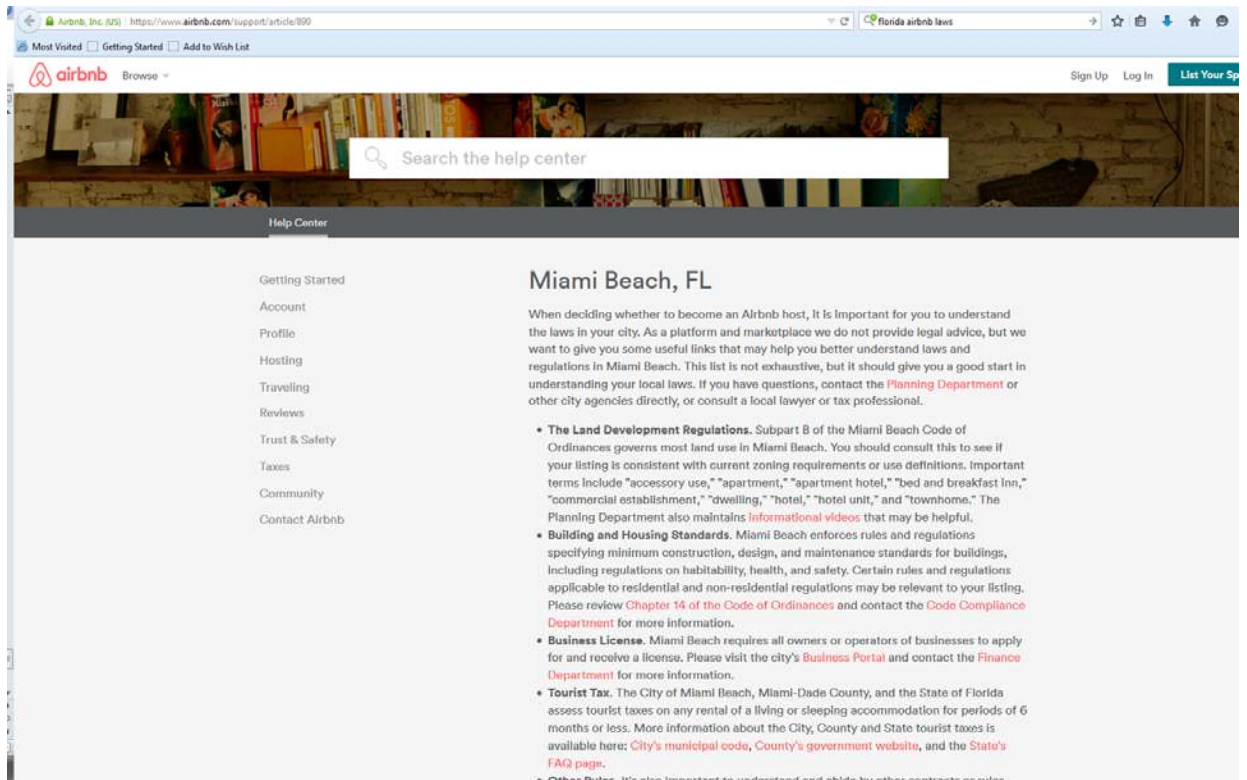 Airbnb, Inc. (US) https://www.airbnb.com/support/article/890 florida airbnb laws
Most Visited Getting Started Add to Wish List
airbnb Browse Sign Up Log In List Your Sp
Search the help center
Help Center
Getting Started
Account
Profile
Hosting
Traveling
Reviews
Trust & Safety
Taxes
Community
Contact Airbnb
Miami Beach, FL
When deciding whether to become an Airbnb host, it is important for you to understand
the laws in your city. As a platform and marketplace we do not provide legal advice, but we
want to give you some useful links that may help you better understand laws and
regulations in Miami Beach. This list is not exhaustive, but it should give you a good start in
understanding your local laws. If you have questions, contact the Planning Department or
other city agencies directly, or consult a local lawyer or tax professional.
• The Land Development Regulations. Subpart B of the Miami Beach Code of
Ordinances governs most land use in Miami Beach. You should consult this to see if
your listing is consistent with current zoning requirements or use definitions. Important
terms include "accessory use," "apartment," "apartment hotel," "bed and breakfast inn,"
"commercial establishment," "dwelling," "hotel," "hotel unit," and "townhome." The
Planning Department also maintains informational videos that may be helpful.
• Building and Housing Standards. Miami Beach enforces rules and regulations
specifying minimum construction, design, and maintenance standards for buildings,
including regulations on habitability, health, and safety. Certain rules and regulations
applicable to residential and non-residential regulations may be relevant to your listing.
Please review Chapter 14 of the Code of Ordinances and contact the Code Compliance
Department for more information.
• Business License. Miami Beach requires all owners or operators of businesses to apply
for and receive a license. Please visit the city's Business Portal and contact the Finance
Department for more information.
• Tourist Tax. The City of Miami Beach, Miami-Dade County, and the State of Florida
assess tourist taxes on any rental of a living or sleeping accommodation for periods of 6
months or less. More information about the City, County and State tourist taxes is
available here: City's municipal code, County's government website, and the State's
FAQ page.
• Other Rules. It's also important to understand and abide by other contracts or rules